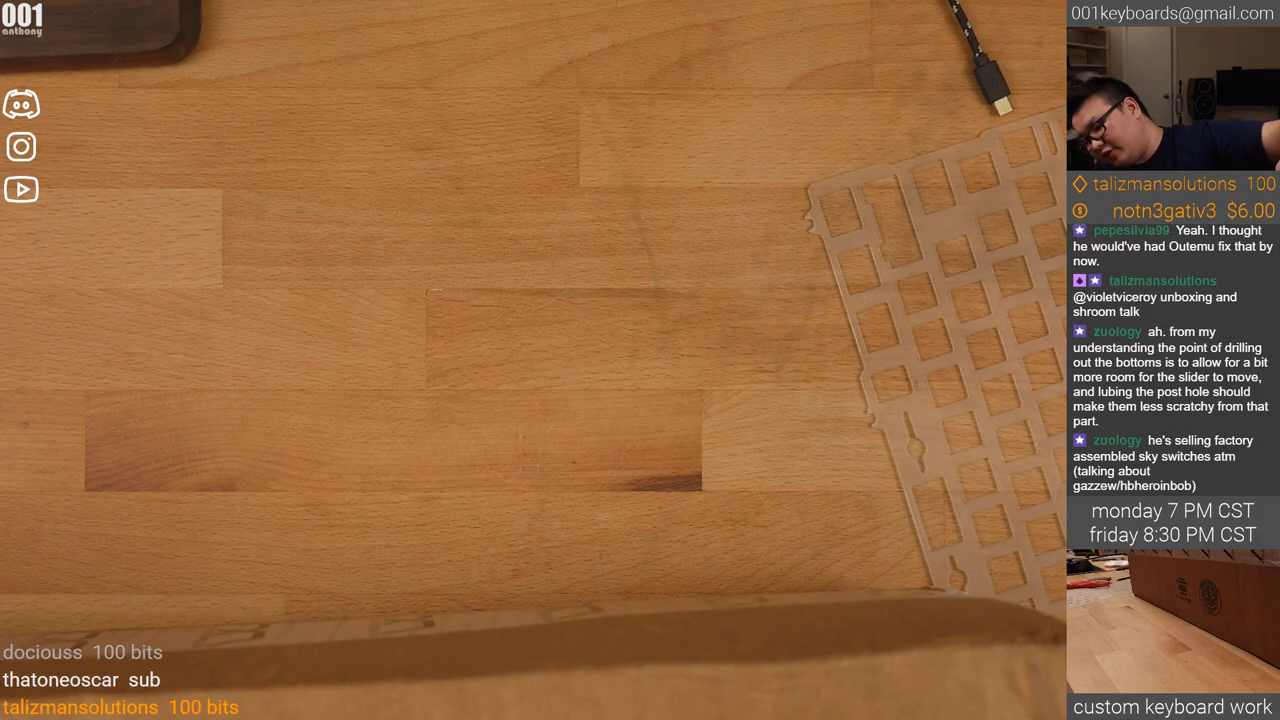 001
anthony
001keyboards@gmail.com
talizmansolutions 100
notn3gativ3 $6.00
pepesilvia99 Yeah. I thought
he would've had Outemu fix that by
now.
talizmansolutions
@violetviceroy unboxing and
shroom talk
zuology ah. from my
understanding the point of drilling
out the bottoms is to allow for a bit
more room for the slider to move,
and lubing the post hole should
make them less scratchy from that
part.
zuology he's selling factory
assembled sky switches atm
(talking about
gazzew/hbheroinbob)
monday 7 PM CST
friday 8:30 PM CST
custom keyboard work
dociouss 100 bits
thatoneoscar sub
talizmansolutions 100 bits